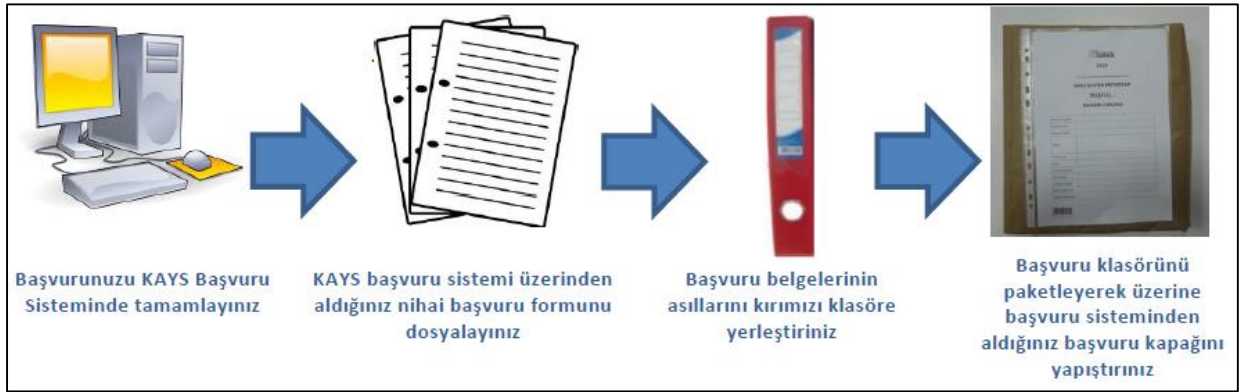 Başvurunuzu KAYS Başvuru
Sisteminde tamamlayınız
KAYS başvuru sistemi üzerinden
aldığınız nihai başvuru formunu
dosyalayınız
Başvuru belgelerinin
asıllarını kırımızı klasöre
yerleştiriniz
Başvuru klasörünü
paketleyerek üzerine
başvuru sisteminden
aldığınız başvuru kapağını
yapıştırınız